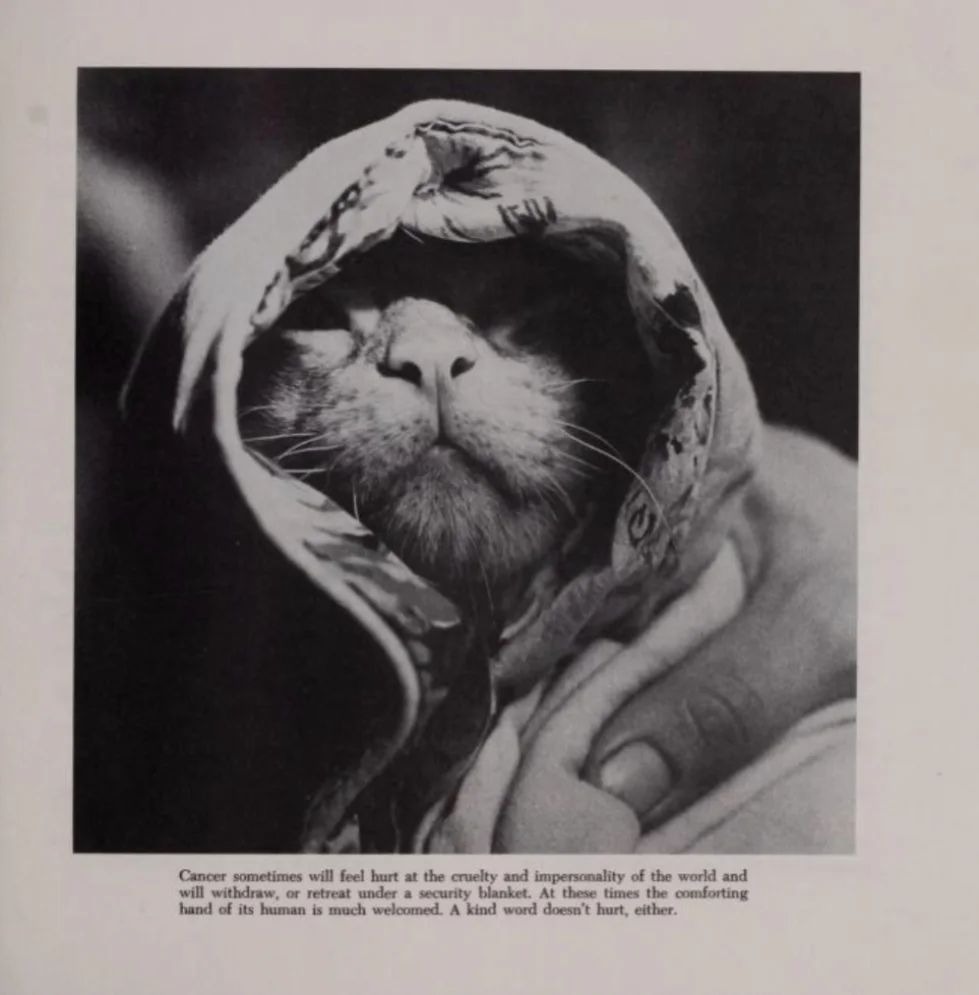 Cancer sometimes will feel hurt at the cruelty and impersonality of the world and
will withdraw, or retreat under a security blanket. At these times the comforting
hand of its human is much welcomed. A kind word doesn't hurt, either.